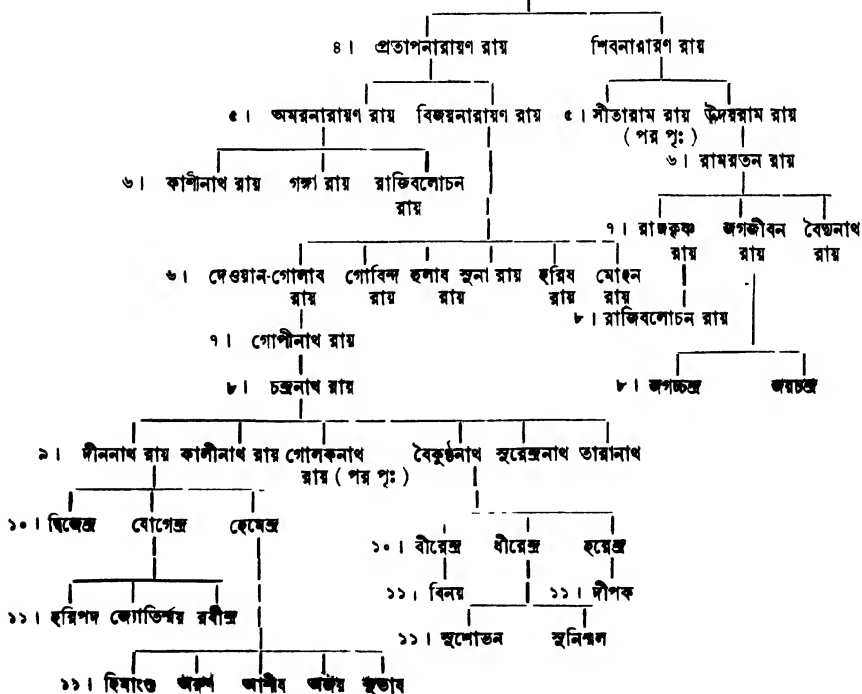 ৪। প্রতাপনারায়ণ রায় শিবনারায়ণ রায়
৫। অমরনারায়ণ রায় বিজয়নারায়ণ রায় ৫। সীতারাম রায় উদয়রাম রায়
( পর পৃঃ )
৬। রামরতন রায়
৬। কাশীনাথ রায় গঙ্গা রায় রাজিবলোচন
রায়
৭। রাজকৃষ্ণ জগজীবন বৈদ্যনাথ
রায় রায় রায়
৬। দেওয়ান-গোলাব গোবিন্দ হুলাব সুনা রায় হরিষ মোহন
রায় রায় রায় রায় রায়
৮। রাজিবলোচন রায়
৭। গোপীনাথ রায়
৮। চন্দ্রনাথ রায় ৮। জগচ্চন্দ্র জয়চন্দ্র
৯। দীননাথ রায় কালীনাথ রায় গোলকনাথ বৈকুণ্ঠনাথ সুরেন্দ্রনাথ তারানাথ
রায় ( পর পৃঃ )
১০। দ্বিজেন্দ্র যোগেন্দ্র হেমেন্দ্র
১০। বীরেন্দ্র ধীরেন্দ্র হরেন্দ্র
১১। বিনয় ১১। দীপক
১১। হরিপদ জ্যোতির্ম্ময় রবীন্দ্র
১১। সুশোভন সুনির্ম্মল
১১। হিমাংশু অরুণ আশীষ অজয় সুভাষ